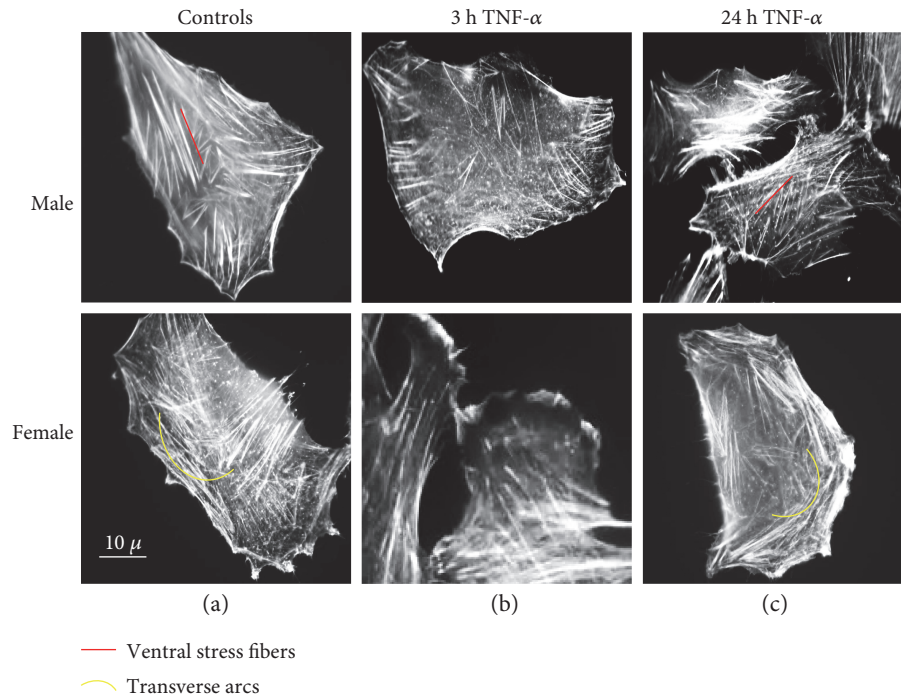 Controls
3 h TNF-α
24 h TNF-α
Male
Female
10 μ
(a)
(b)
(c)
Ventral stress fibers
Transverse arcs